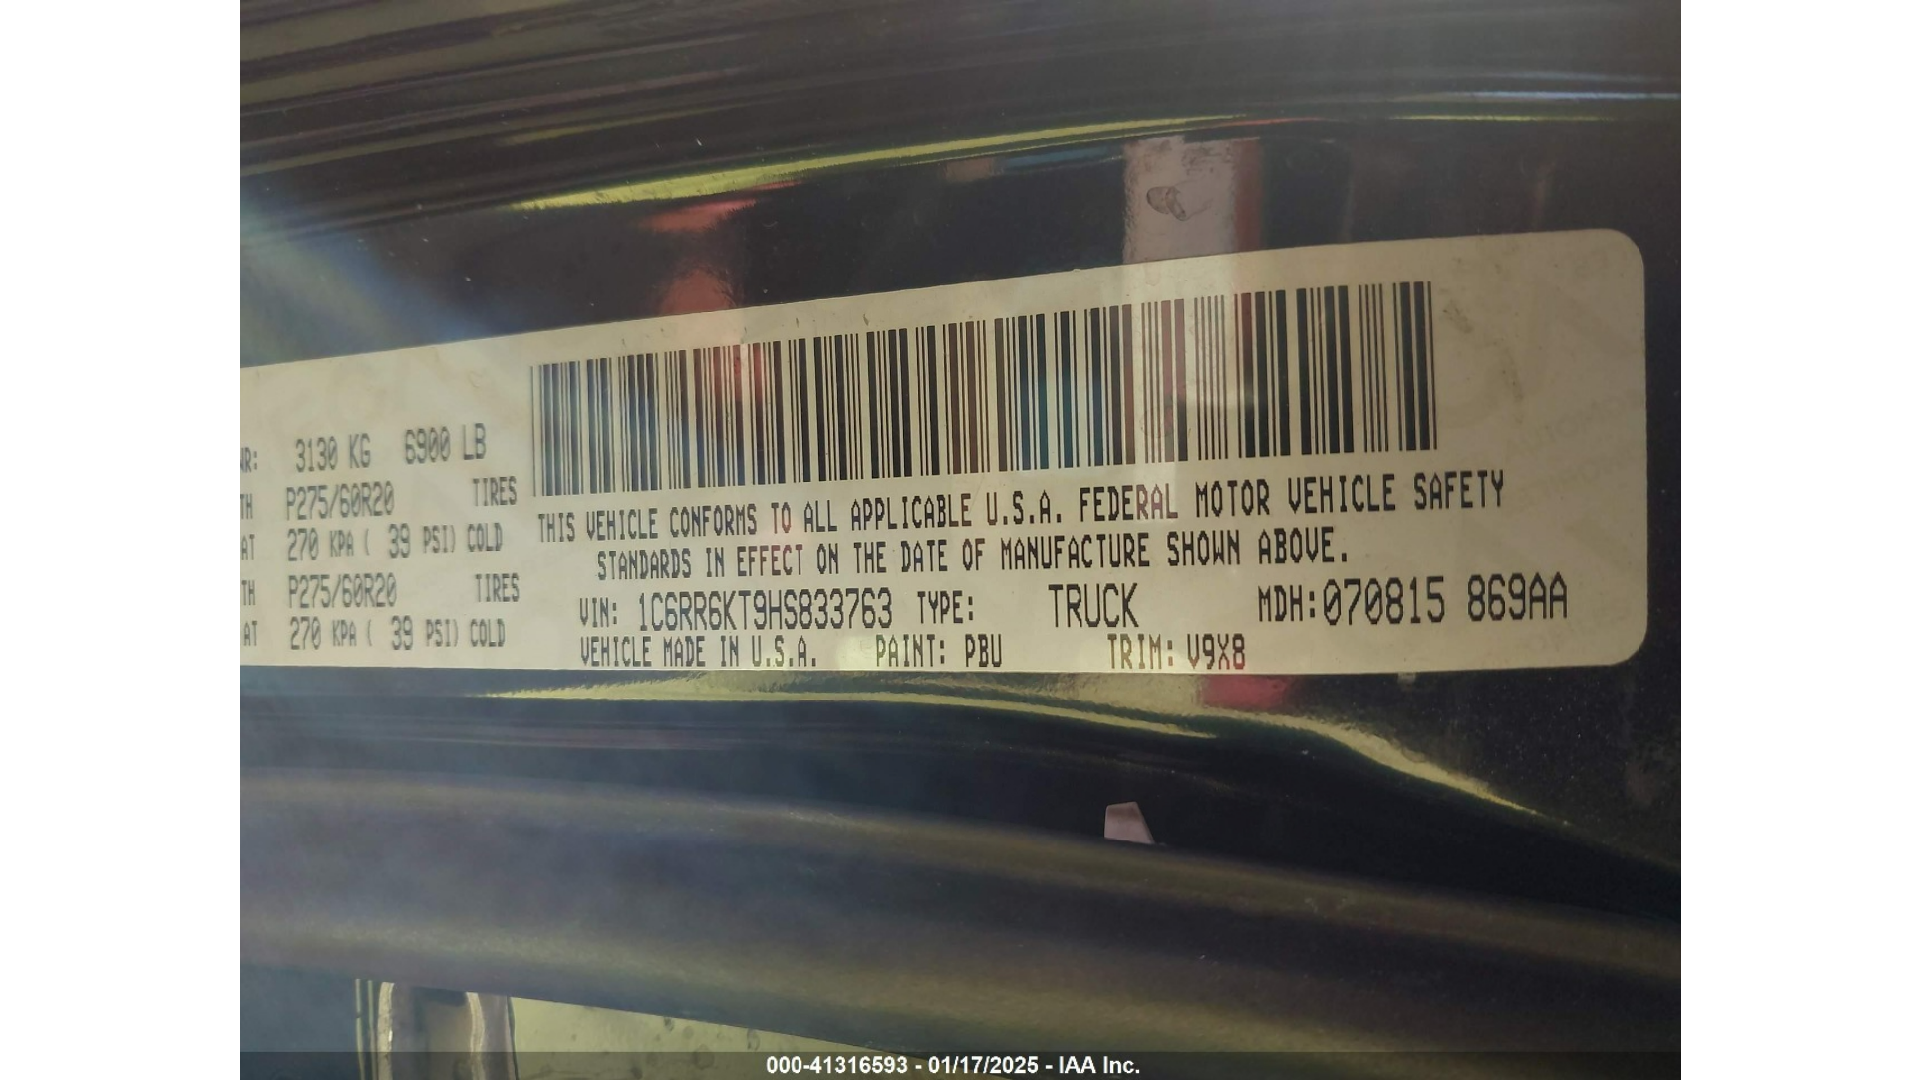 WR: 3130 KG 6900 LB
TH P275/60R20 TIRES
AT 270 KPA ( 39 PSI) COLD
TH P275/60R20 TIRES
AT 270 KPA ( 39 PSI) COLD
THIS VEHICLE CONFORMS TO ALL APPLICABLE U.S.A. FEDERAL MOTOR VEHICLE SAFETY
STANDARDS IN EFFECT ON THE DATE OF MANUFACTURE SHOWN ABOVE.
VIN: 1C6RR6KT9HS833763 TYPE: TRUCK MDH:070815 869AA
VEHICLE MADE IN U.S.A. PAINT: PBU TRIM: V9X8
000-41316593 - 01/17/2025 - IAA Inc.